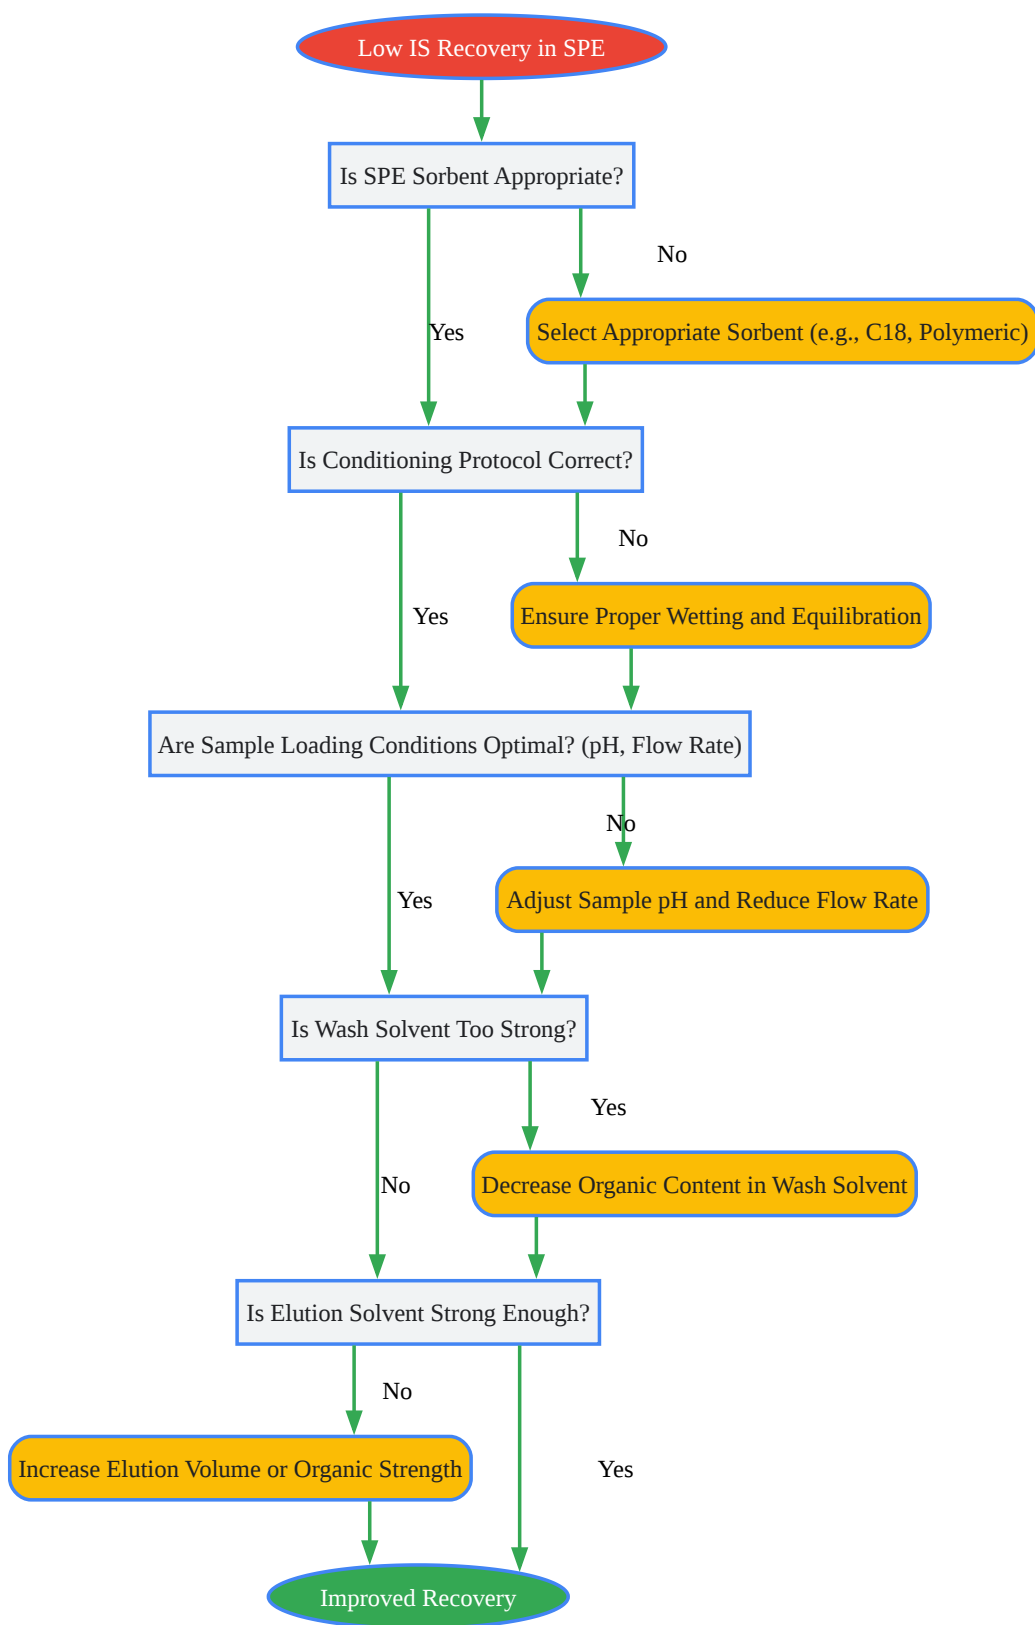 Low IS Recovery in SPE
Is SPE Sorbent Appropriate?
No
Yes
Select Appropriate Sorbent (e.g., C18, Polymeric)
Is Conditioning Protocol Correct?
No
Yes
Ensure Proper Wetting and Equilibration
Are Sample Loading Conditions Optimal? (pH, Flow Rate)
No
Yes
Adjust Sample pH and Reduce Flow Rate
Is Wash Solvent Too Strong?
Yes
No
Decrease Organic Content in Wash Solvent
Is Elution Solvent Strong Enough?
No
Increase Elution Volume or Organic Strength
Yes
Improved Recovery